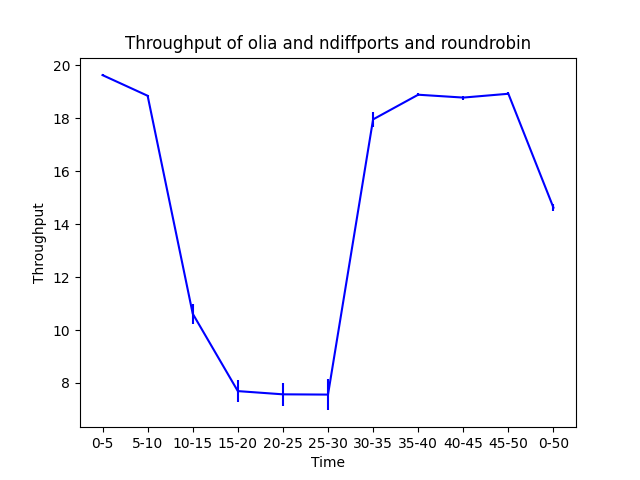 Throughput of olia and ndiffports and roundrobin
20
18
16
14
12
10
8
Throughput
0-5 5-10 10-15 15-20 20-25 25-30 30-35 35-40 40-45 45-50 0-50
Time